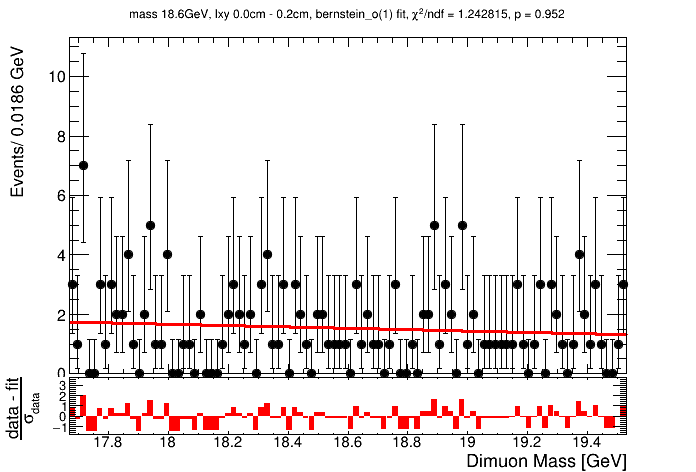 mass 18.6GeV, lxy 0.0cm - 0.2cm, bernstein_o(1) fit, χ²/ndf = 1.242815, p = 0.952
Events/ 0.0186 GeV
10
8
6
4
2
0
data - fit
σdata
3
2
1
0
−1
17.8 18 18.2 18.4 18.6 18.8 19 19.2 19.4
Dimuon Mass [GeV]